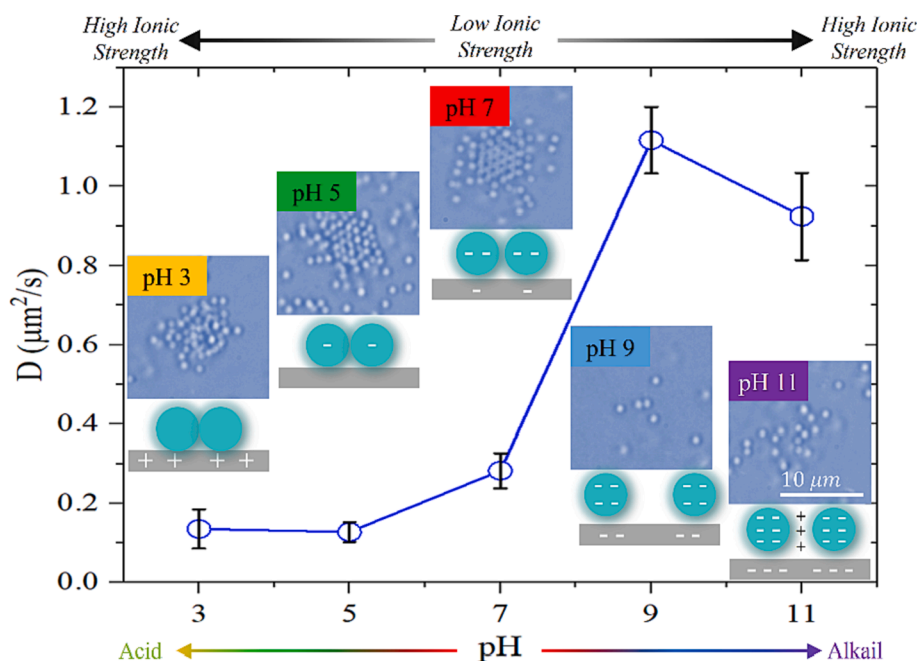 High Ionic
Strength
Low Ionic
Strength
High Ionic
Strength
D (μm²/s)
1.2
1.0
0.8
0.6
0.4
0.2
0.0
pH 3
+ + + +
pH 5
- -
pH 7
- - - -
- -
pH 9
- - - - - - - -
- - - -
pH 11
10 μm
- - - - - - + - - - - - -
+
+
- - - - - -
3
5
7
9
11
Acid
pH
Alkail